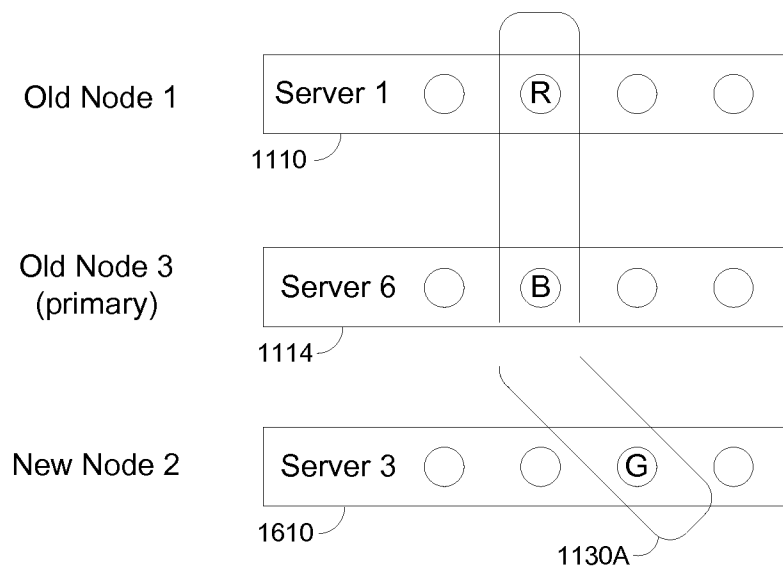 Old Node 1
Server 1
R
1110
Old Node 3
(primary)
Server 6
B
1114
New Node 2
Server 3
G
1610
1130A